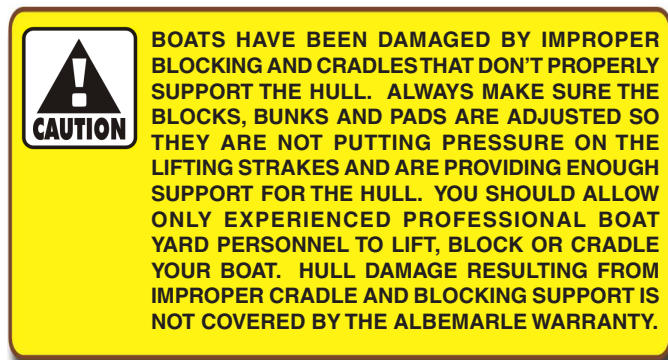 CAUTION
BOATS HAVE BEEN DAMAGED BY IMPROPER
BLOCKING AND CRADLES THAT DON'T PROPERLY
SUPPORT THE HULL. ALWAYS MAKE SURE THE
BLOCKS, BUNKS AND PADS ARE ADJUSTED SO
THEY ARE NOT PUTTING PRESSURE ON THE
LIFTING STRAKES AND ARE PROVIDING ENOUGH
SUPPORT FOR THE HULL. YOU SHOULD ALLOW
ONLY EXPERIENCED PROFESSIONAL BOAT
YARD PERSONNEL TO LIFT, BLOCK OR CRADLE
YOUR BOAT. HULL DAMAGE RESULTING FROM
IMPROPER CRADLE AND BLOCKING SUPPORT IS
NOT COVERED BY THE ALBEMARLE WARRANTY.